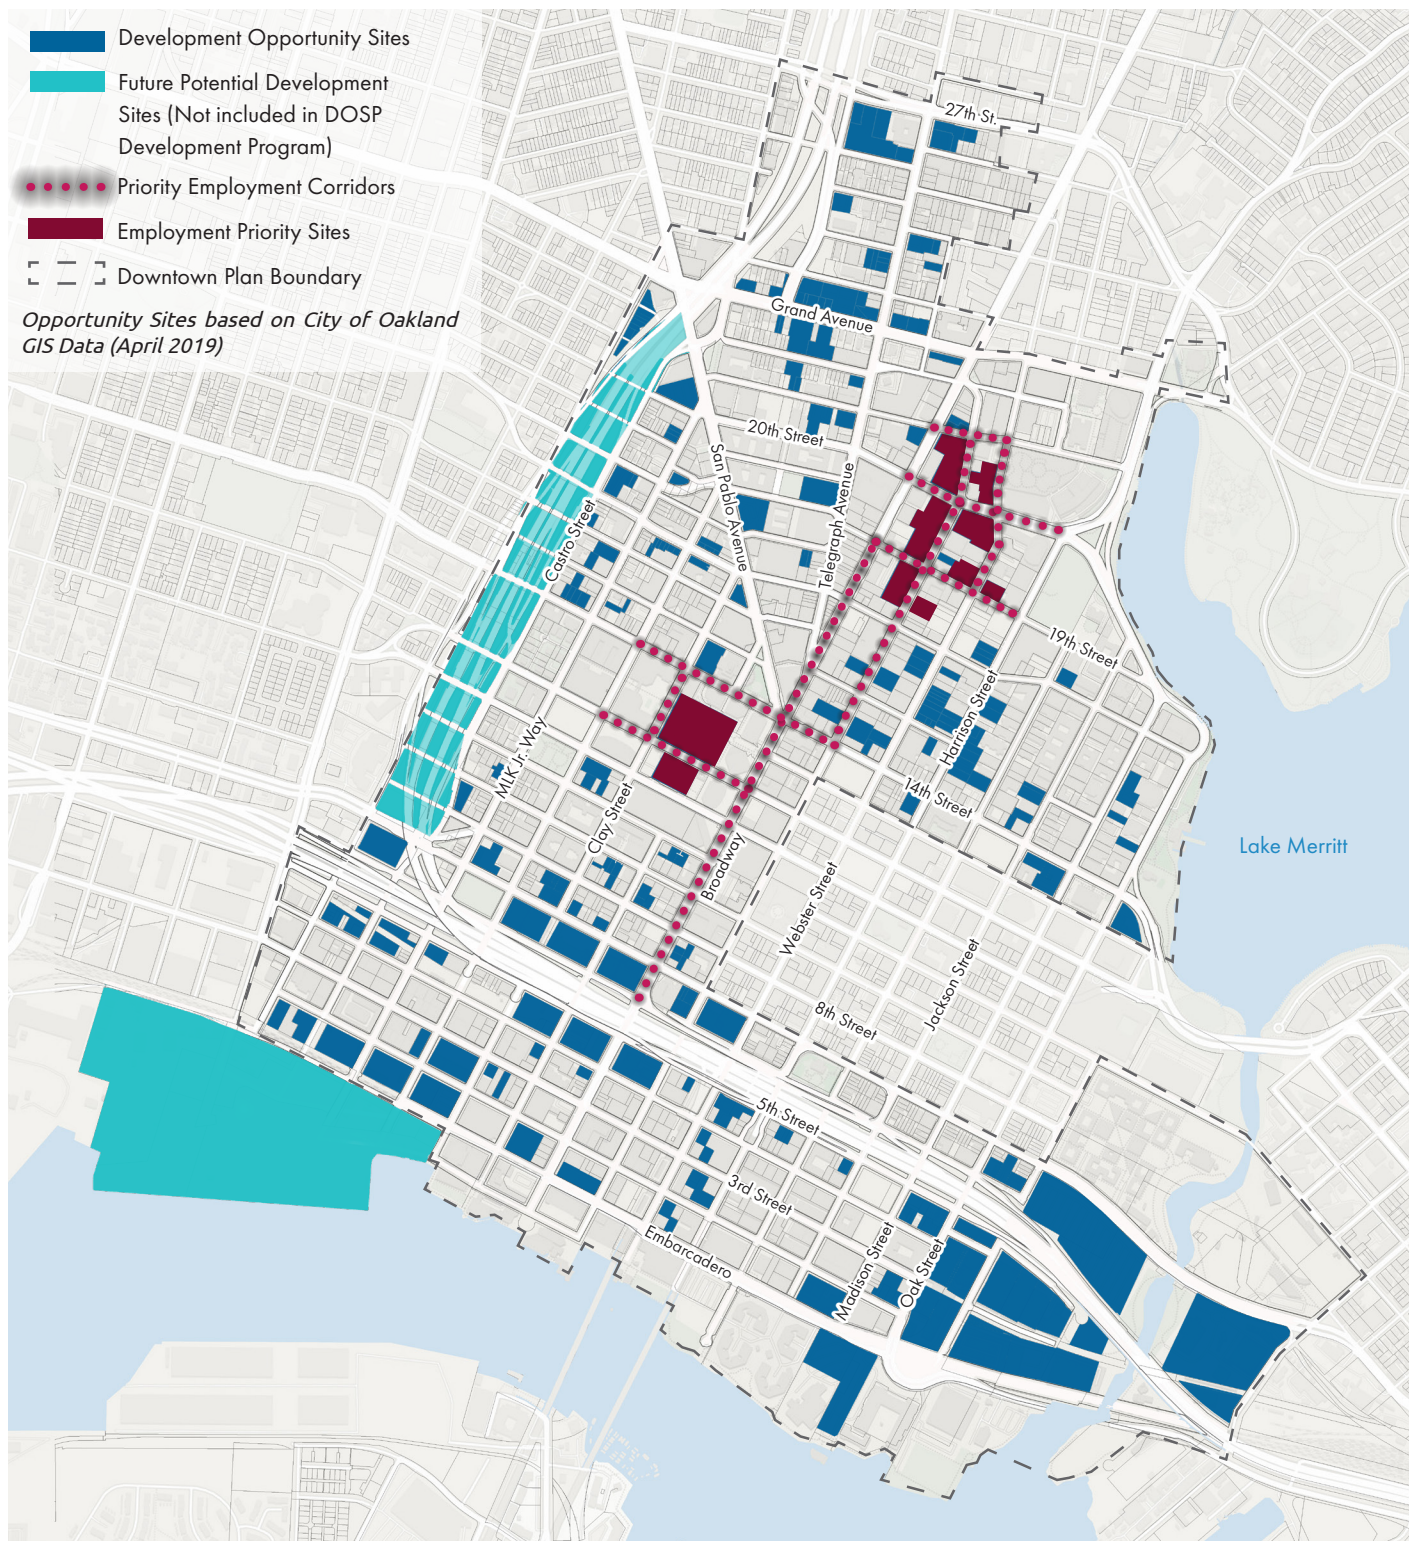 Development Opportunity Sites
Future Potential Development
Sites (Not included in DOSP
Development Program)
Priority Employment Corridors
Employment Priority Sites
Downtown Plan Boundary
Opportunity Sites based on City of Oakland
GIS Data (April 2019)
27th St.
Grand Avenue
20th Street
San Pablo Avenue
Telegraph Avenue
Castro Street
19th Street
Harrison Street
MLK Jr. Way
14th Street
Clay Street
Broadway
Lake Merritt
Webster Street
Jackson Street
8th Street
5th Street
3rd Street
Madison Street
Oak Street
Embarcadero